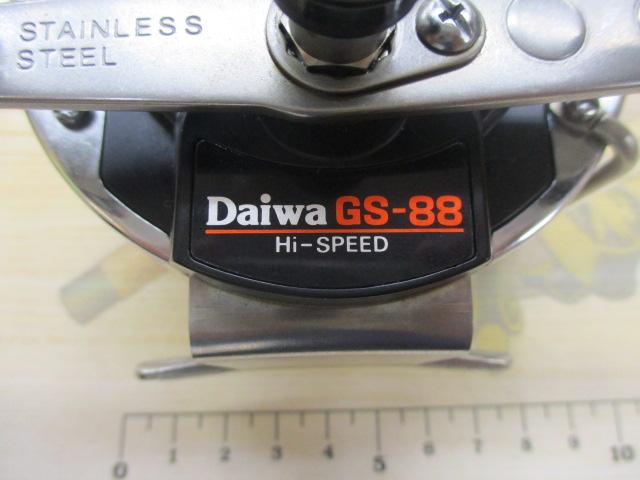 STAINLESS
STEEL
Daiwa GS-88
Hi-SPEED
0 1 2 3 4 5 6 7 8 9 10